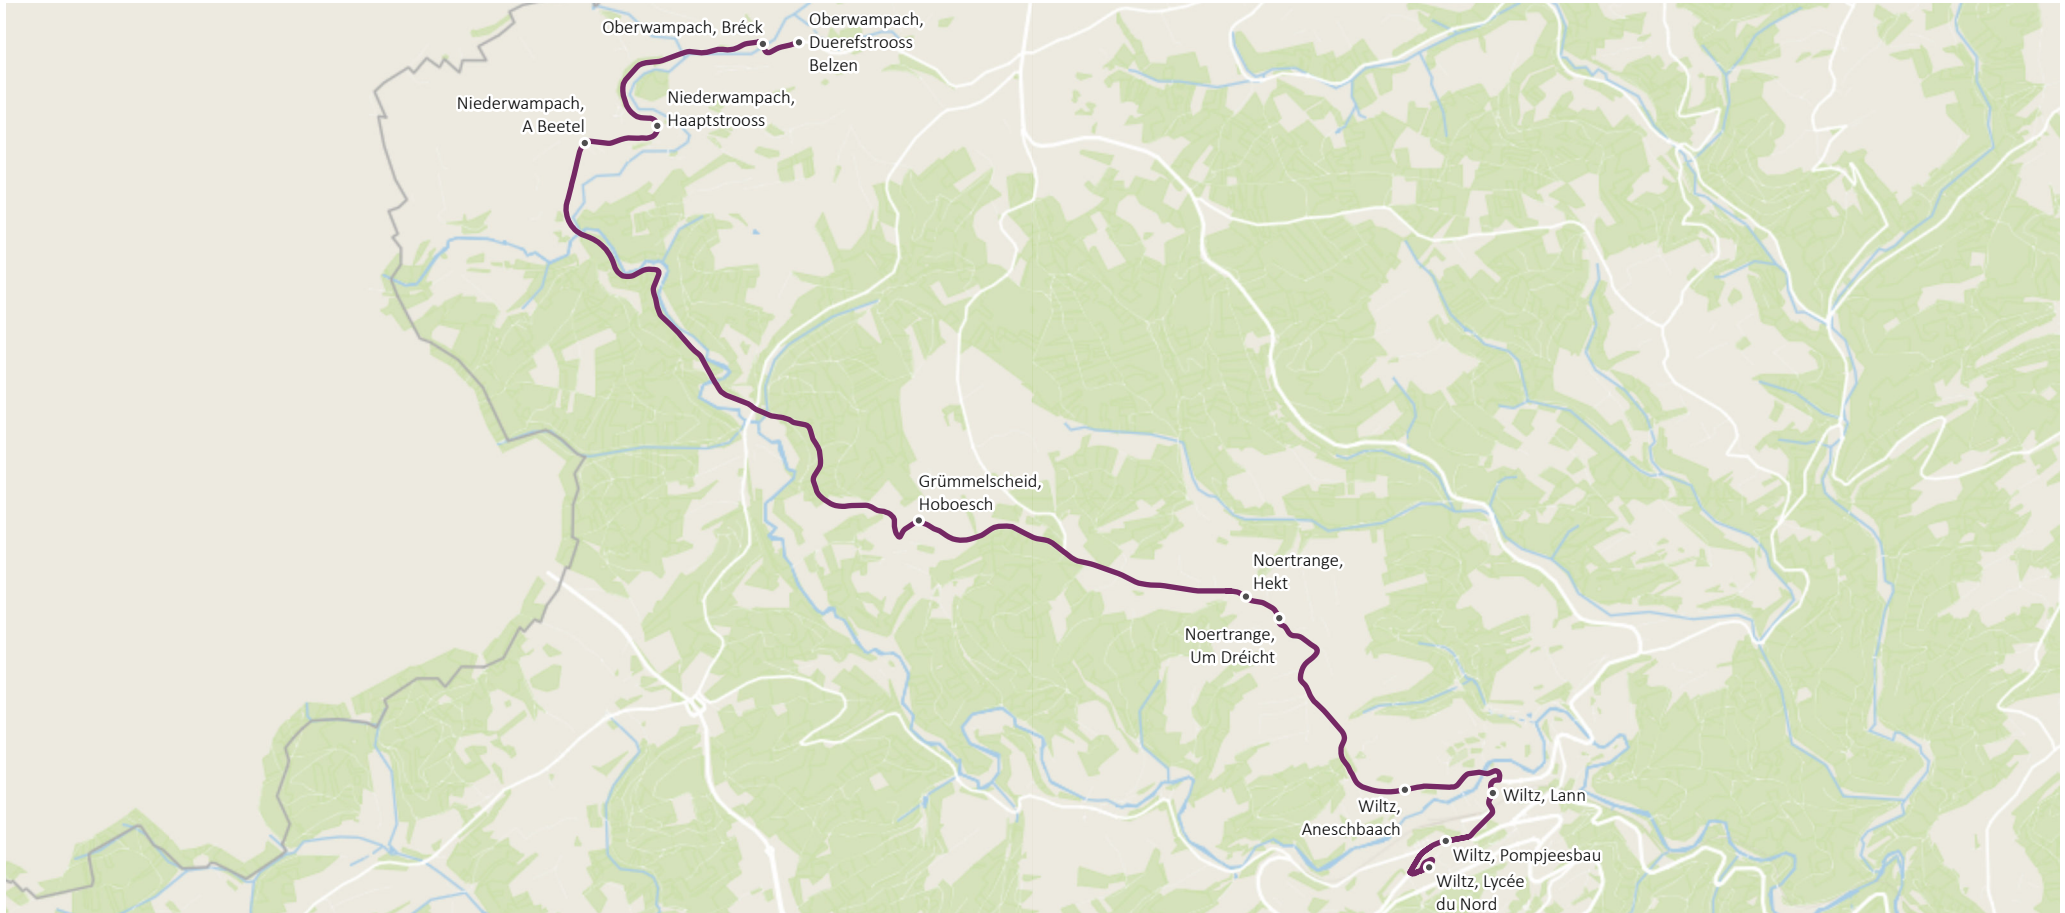 Oberwampach, Bréck
Oberwampach,
Duerefstrooss
Belzen
Niederwampach,
Haaptstrooss
Niederwampach,
A Beetel
Grümmelscheid,
Hoboesch
Noertrange,
Hekt
Noertrange,
Um Dréicht
Wiltz,
Aneschbaach
Wiltz, Lann
Wiltz, Pompjeesbau
Wiltz, Lycée
du Nord